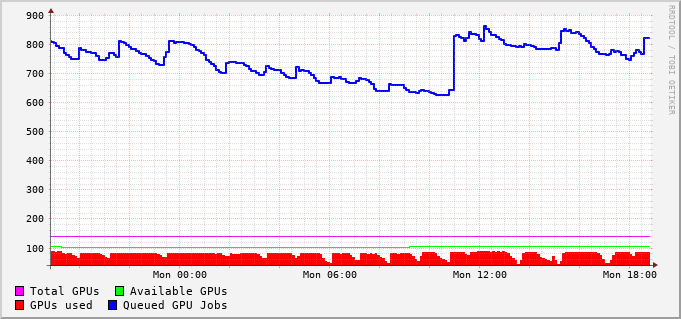 900
800
700
600
500
400
300
200
100
Mon 00:00 Mon 06:00 Mon 12:00 Mon 18:00
Total GPUs Available GPUs
GPUs used Queued GPU Jobs
RRDTOOL / TOBI OETIKER